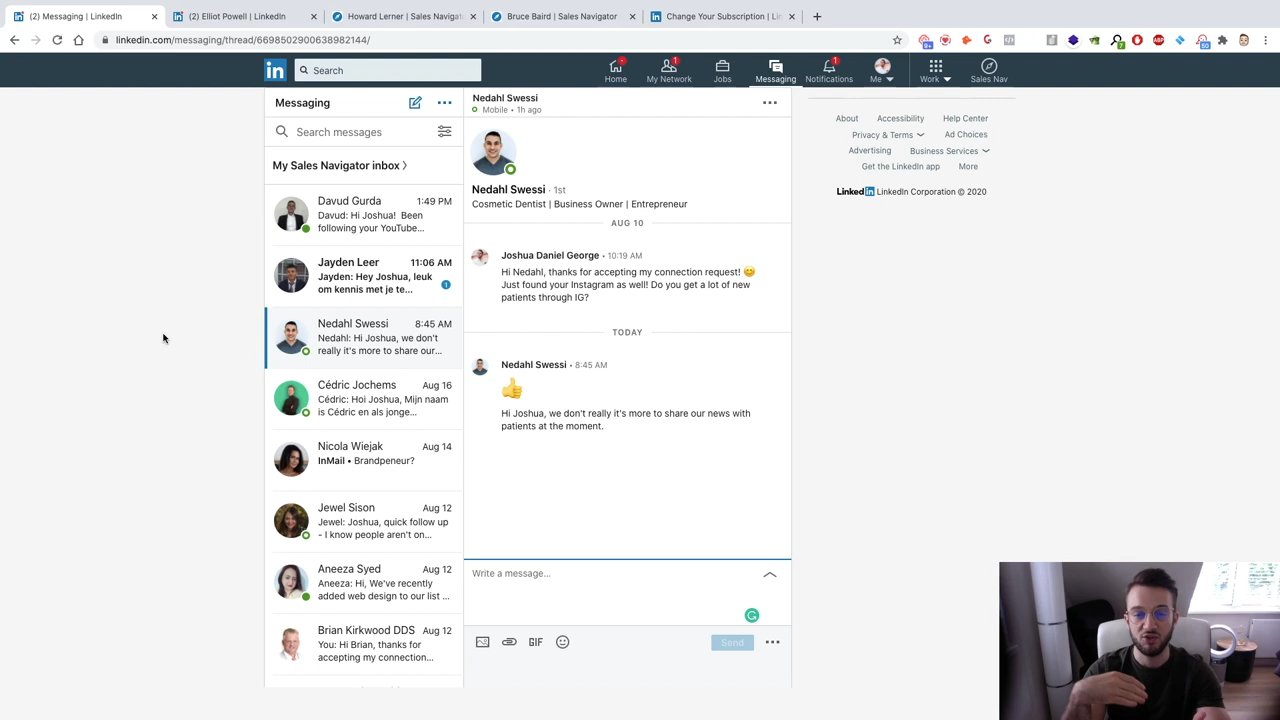 (2) Messaging | LinkedIn
(2) Elliot Powell | LinkedIn
Howard Lerner | Sales Navigato
Bruce Baird | Sales Navigator
Change Your Subscription | Lin
linkedin.com/messaging/thread/6698502900638982144/
9+
7
50
in
Search
Home
1
My Network
Jobs
Messaging
1
Notifications
Me
Work
Sales Nav
Messaging
Search messages
My Sales Navigator inbox
Davud Gurda 1:49 PM
Davud: Hi Joshua! Been
following your YouTube...
Jayden Leer 11:06 AM
Jayden: Hey Joshua, leuk
om kennis met je te...
1
Nedahl Swessi 8:45 AM
Nedahl: Hi Joshua, we don't
really it's more to share our...
Cédric Jochems Aug 16
Cédric: Hoi Joshua, Mijn naam
is Cédric en als jonge...
Nicola Wiejak Aug 14
InMail • Brandpeneur?
Jewel Sison Aug 12
Jewel: Joshua, quick follow up
- I know people aren't on...
Aneeza Syed Aug 12
Aneeza: Hi, We've recently
added web design to our list ...
Brian Kirkwood DDS Aug 12
You: Hi Brian, thanks for
accepting my connection...
Nedahl Swessi
Mobile • 1h ago
Nedahl Swessi · 1st
Cosmetic Dentist | Business Owner | Entrepreneur
AUG 10
Joshua Daniel George • 10:19 AM
Hi Nedahl, thanks for accepting my connection request! 😊
Just found your Instagram as well! Do you get a lot of new
patients through IG?
TODAY
Nedahl Swessi • 8:45 AM
👍
Hi Joshua, we don't really it's more to share our news with
patients at the moment.
Write a message...
GIF
Send
About
Accessibility
Help Center
Privacy & Terms
Ad Choices
Advertising
Business Services
Get the LinkedIn app
More
LinkedIn LinkedIn Corporation © 2020